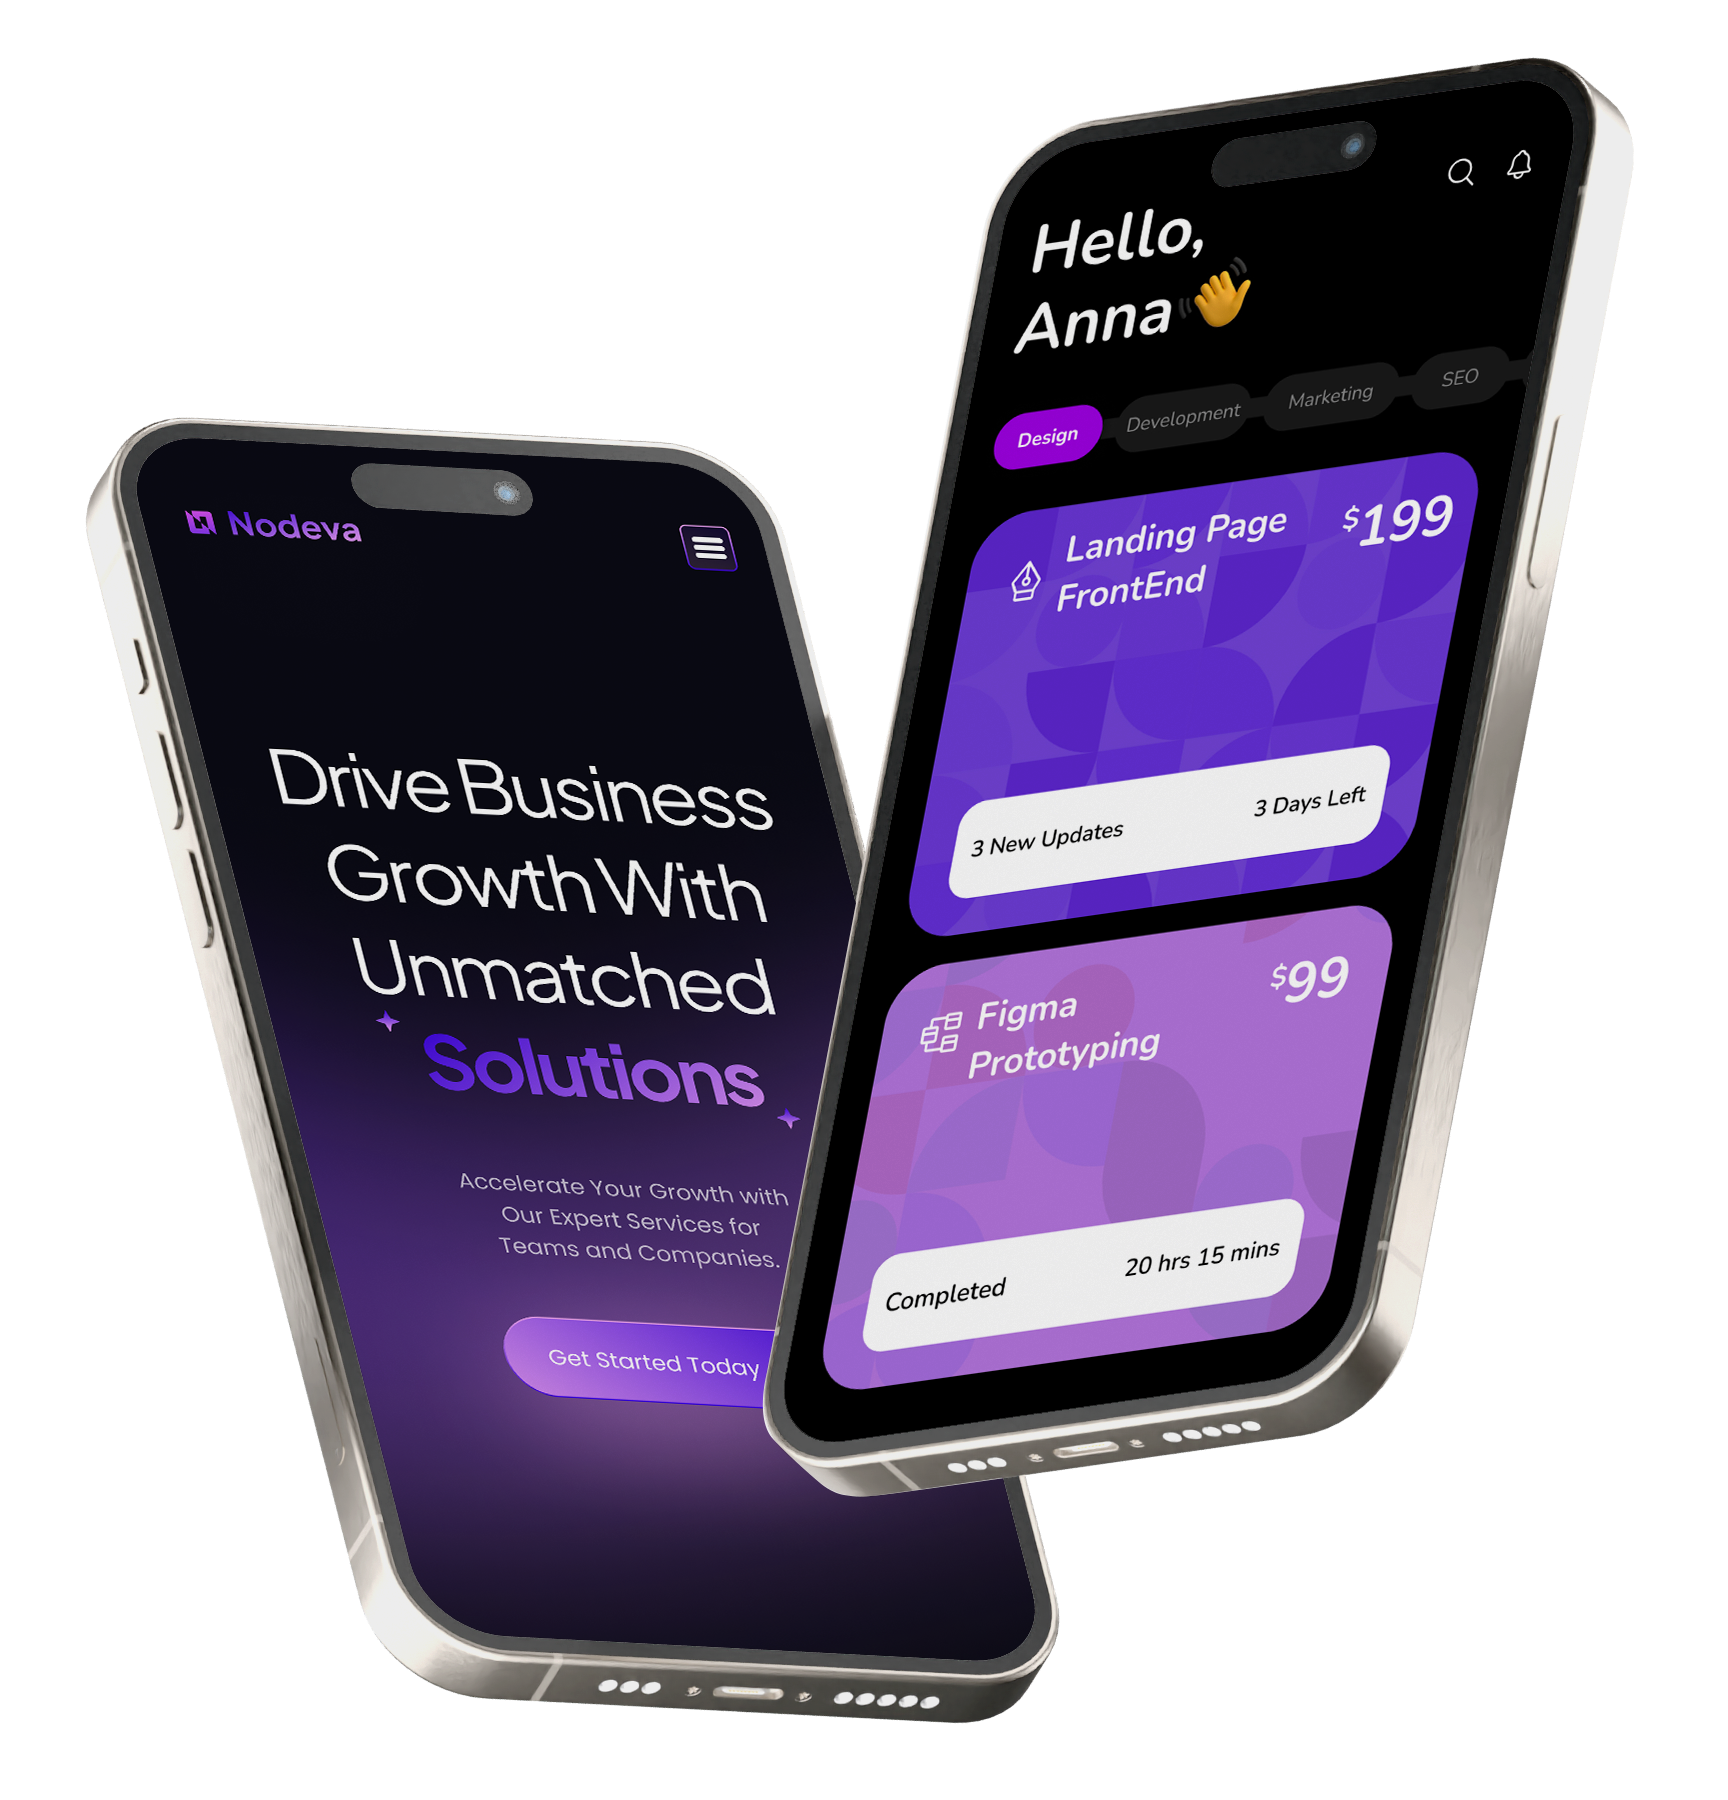 Nodeva
Drive Business
Growth With
Unmatched
Solutions
Accelerate Your Growth with
Our Expert Services for
Teams and Companies.
Get Started Today
Hello,
Anna👋
Design
Development
Marketing
SEO
Landing Page
FrontEnd
$199
3 New Updates
3 Days Left
Figma
Prototyping
$99
Completed
20 hrs 15 mins